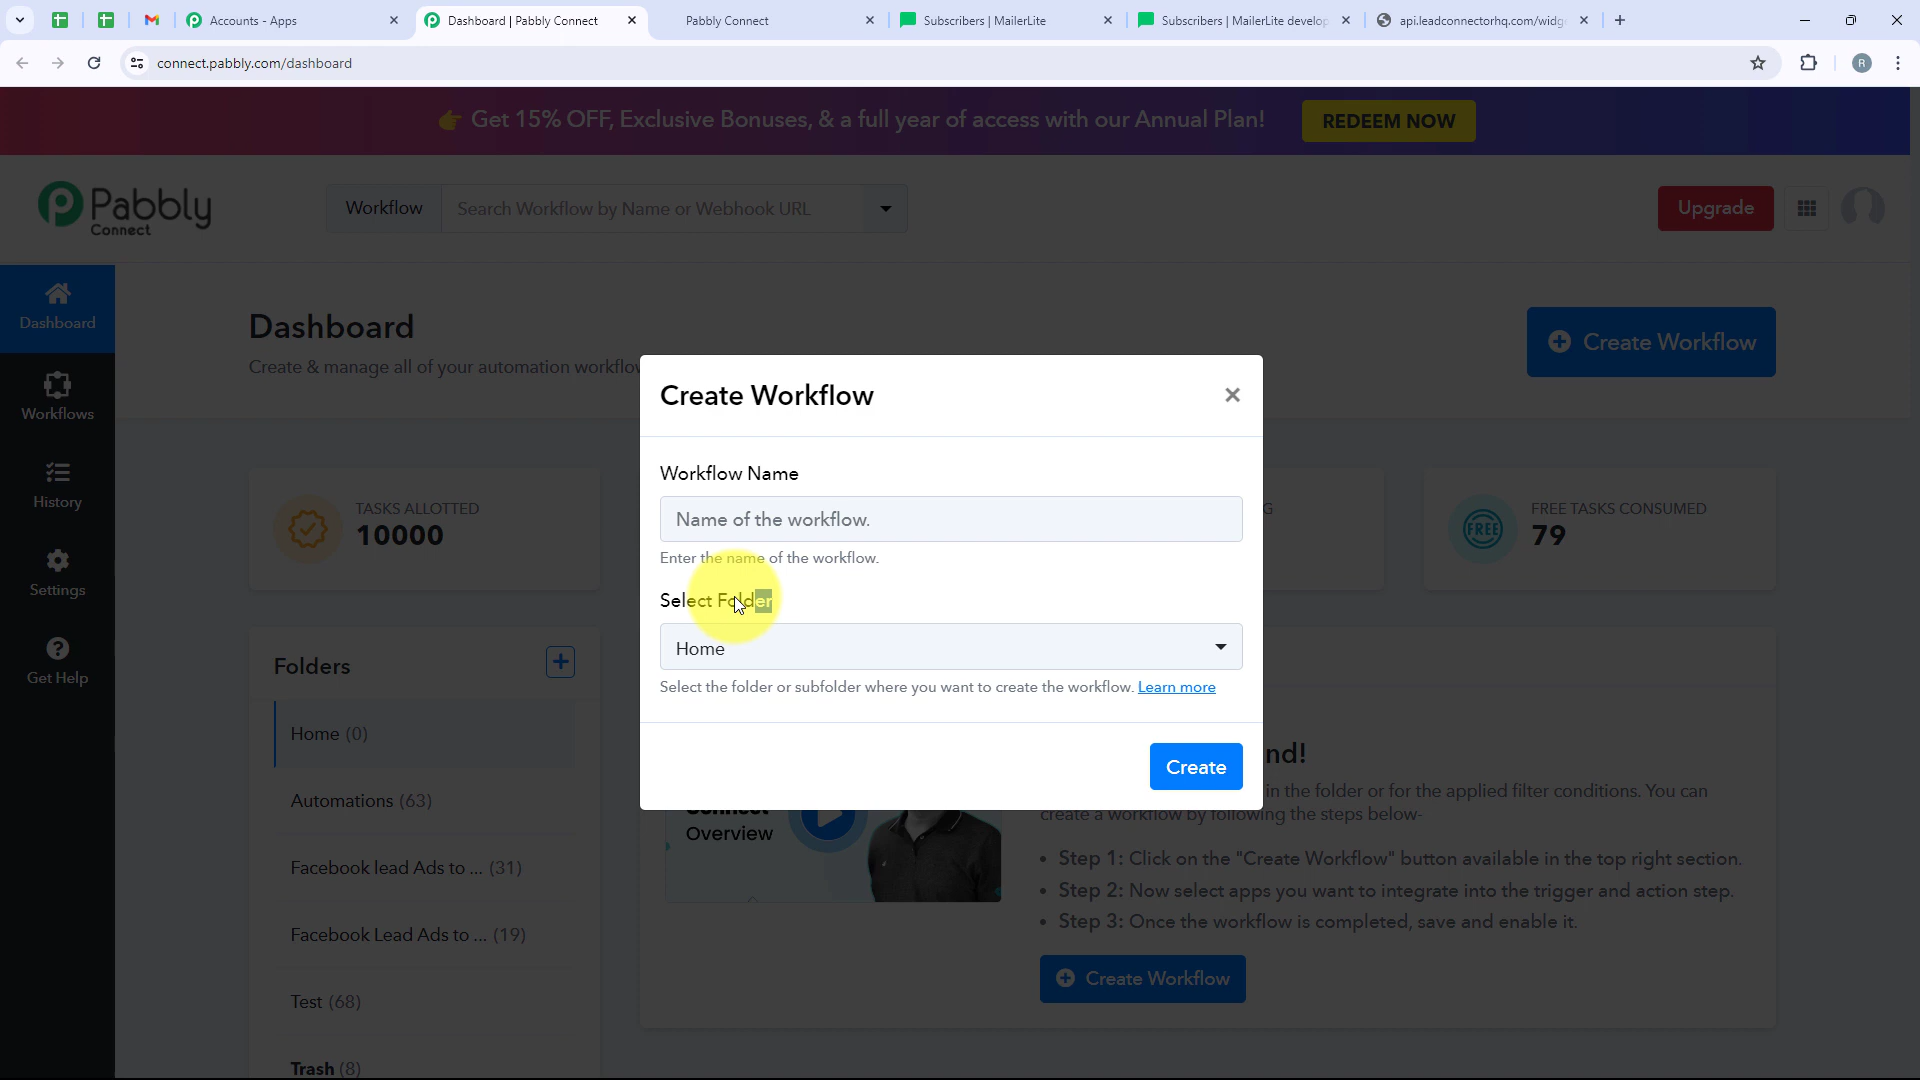 Accounts - Apps
Dashboard | Pabbly Connect
Pabbly Connect
Subscribers | MailerLite
Subscribers | MailerLite develop
api.leadconnectorhq.com/widg
connect.pabbly.com/dashboard
R
👉 Get 15% OFF, Exclusive Bonuses, & a full year of access with our Annual Plan!
REDEEM NOW
Pabbly
Connect
Workflow
Search Workflow by Name or Webhook URL
Upgrade
Dashboard
Workflows
History
Settings
Get Help
Dashboard
Create & manage all of your automation workflow
Create Workflow
TASKS ALLOTTED
10000
G
FREE
FREE TASKS CONSUMED
79
Create Workflow
Workflow Name
Name of the workflow.
Enter the name of the workflow.
Select Folder
Home
Select the folder or subfolder where you want to create the workflow. Learn more
Create
Folders
Home (0)
Automations (63)
Facebook lead Ads to ... (31)
Facebook Lead Ads to ... (19)
Test (68)
Trash (8)
Connect
Overview
nd!
in the folder or for the applied filter conditions. You can
create a workflow by following the steps below-
• Step 1: Click on the "Create Workflow" button available in the top right section.
• Step 2: Now select apps you want to integrate into the trigger and action step.
• Step 3: Once the workflow is completed, save and enable it.
Create Workflow